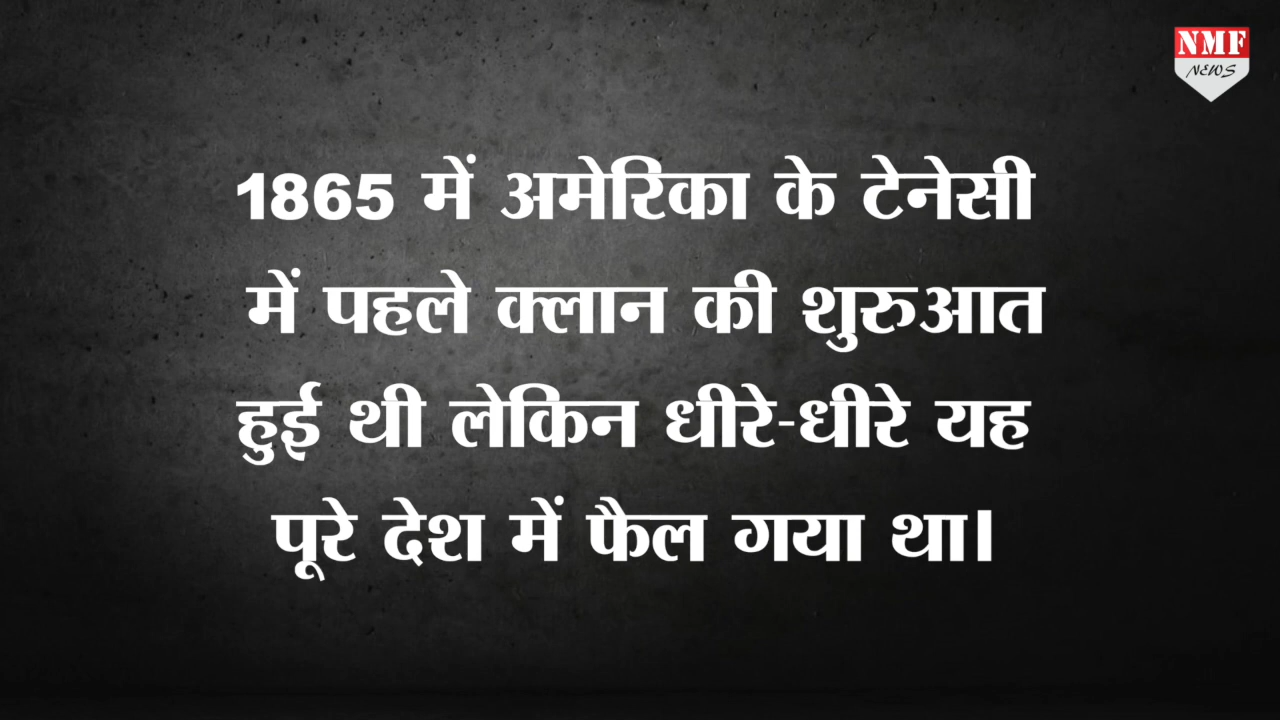 NMF
NEWS
1865 में अमेरिका के टेनेसी
में पहले क्लान की शुरुआत
हुई थी लेकिन धीरे-धीरे यह
पूरे देश में फैल गया था।